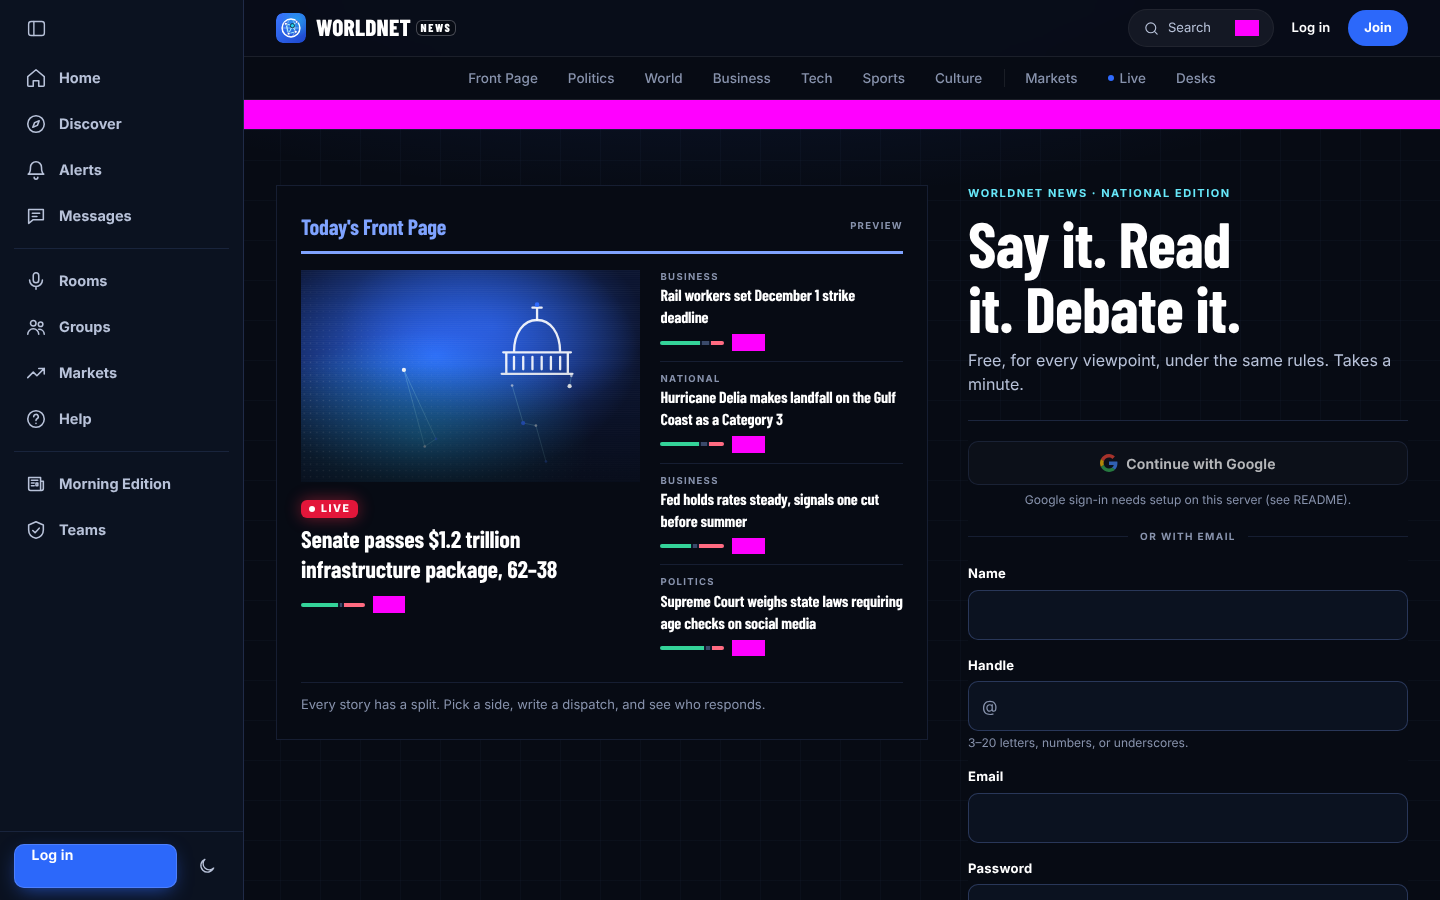 Home
Discover
Alerts
Messages
Rooms
Groups
Markets
Help
Morning Edition
Teams
Log in
WORLDNET NEWS
Search
Log in
Join
Front Page
Politics
World
Business
Tech
Sports
Culture
Markets
Live
Desks
Today's Front Page
PREVIEW
LIVE
Senate passes $1.2 trillion
infrastructure package, 62–38
BUSINESS
Rail workers set December 1 strike
deadline
NATIONAL
Hurricane Delia makes landfall on the Gulf
Coast as a Category 3
BUSINESS
Fed holds rates steady, signals one cut
before summer
POLITICS
Supreme Court weighs state laws requiring
age checks on social media
Every story has a split. Pick a side, write a dispatch, and see who responds.
WORLDNET NEWS · NATIONAL EDITION
Say it. Read
it. Debate it.
Free, for every viewpoint, under the same rules. Takes a
minute.
Continue with Google
Google sign-in needs setup on this server (see README).
OR WITH EMAIL
Name
Handle
@
3–20 letters, numbers, or underscores.
Email
Password